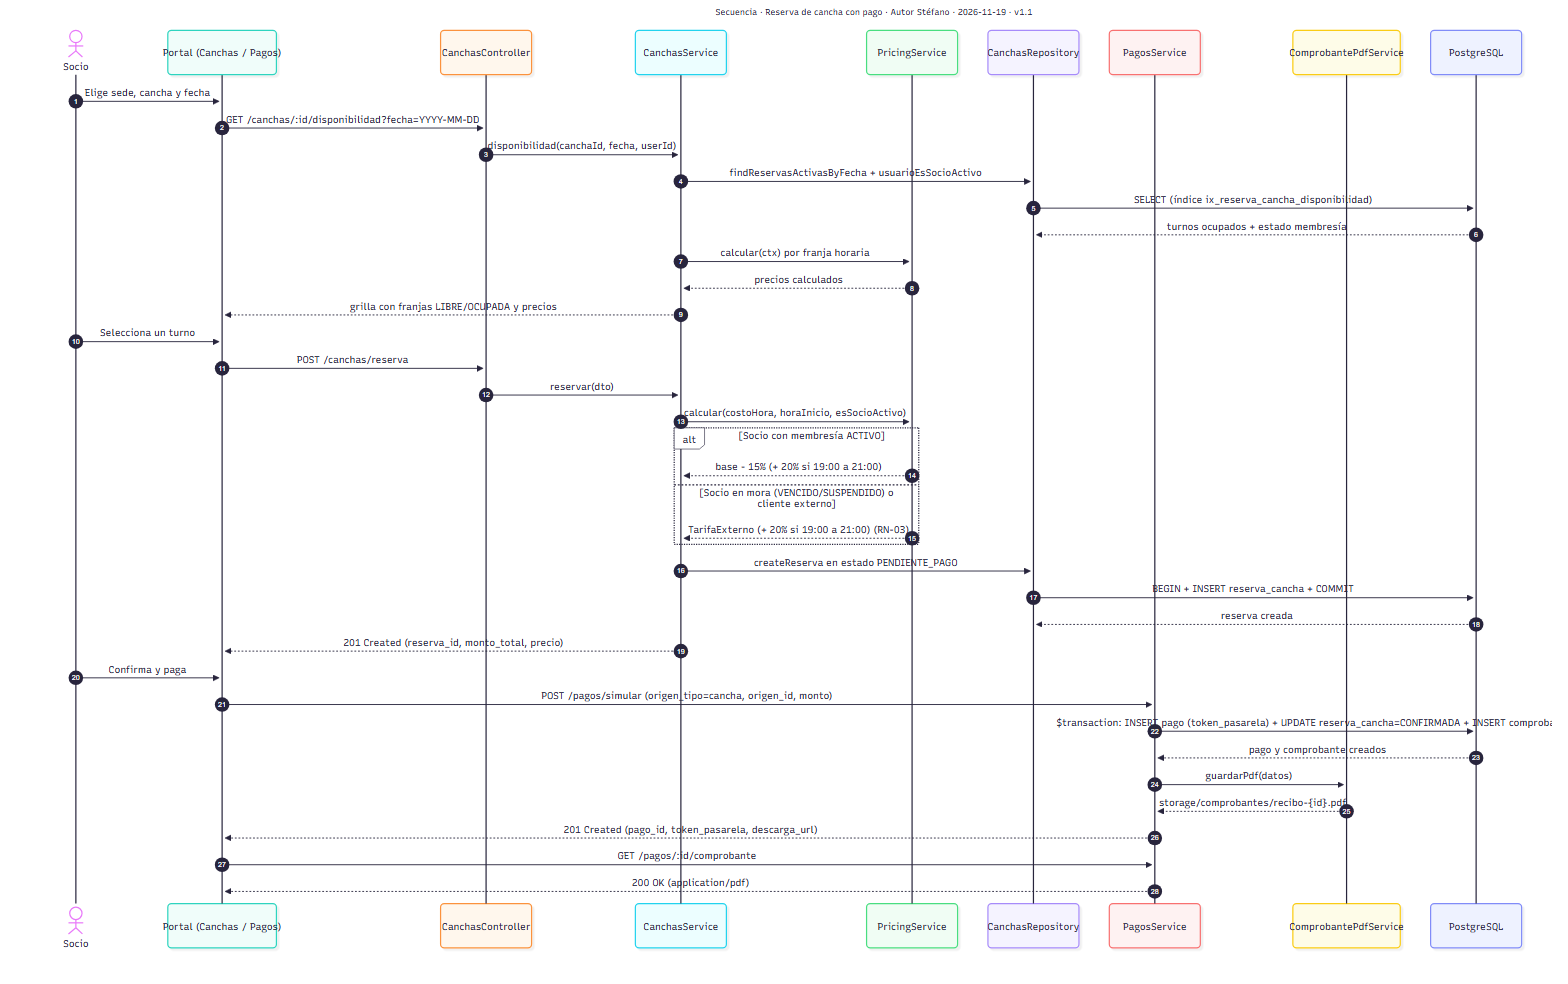 Secuencia · Reserva de cancha con pago · Autor Stéfano · 2026-11-19 · v1.1
Socio
Portal (Canchas / Pagos)
CanchasController
CanchasService
PricingService
CanchasRepository
PagosService
ComprobantePdfService
PostgreSQL
1
Elige sede, cancha y fecha
2
GET /canchas/:id/disponibilidad?fecha=YYYY-MM-DD
3
disponibilidad(canchaId, fecha, userId)
4
findReservasActivasByFecha + usuarioEsSocioActivo
5
SELECT (índice ix_reserva_cancha_disponibilidad)
6
turnos ocupados + estado membresía
7
calcular(ctx) por franja horaria
8
precios calculados
9
grilla con franjas LIBRE/OCUPADA y precios
10
Selecciona un turno
11
POST /canchas/reserva
12
reservar(dto)
13
calcular(costoHora, horaInicio, esSocioActivo)
alt
[Socio con membresía ACTIVO]
14
base - 15% (+ 20% si 19:00 a 21:00)
[Socio en mora (VENCIDO/SUSPENDIDO) o
cliente externo]
15
TarifaExterno (+ 20% si 19:00 a 21:00) (RN-03)
16
createReserva en estado PENDIENTE_PAGO
17
BEGIN + INSERT reserva_cancha + COMMIT
18
reserva creada
19
201 Created (reserva_id, monto_total, precio)
20
Confirma y paga
21
POST /pagos/simular (origen_tipo=cancha, origen_id, monto)
22
$transaction: INSERT pago (token_pasarela) + UPDATE reserva_cancha=CONFIRMADA + INSERT comproba
23
pago y comprobante creados
24
guardarPdf(datos)
25
storage/comprobantes/recibo-{id}.pdf
26
201 Created (pago_id, token_pasarela, descarga_url)
27
GET /pagos/:id/comprobante
28
200 OK (application/pdf)
Socio
Portal (Canchas / Pagos)
CanchasController
CanchasService
PricingService
CanchasRepository
PagosService
ComprobantePdfService
PostgreSQL